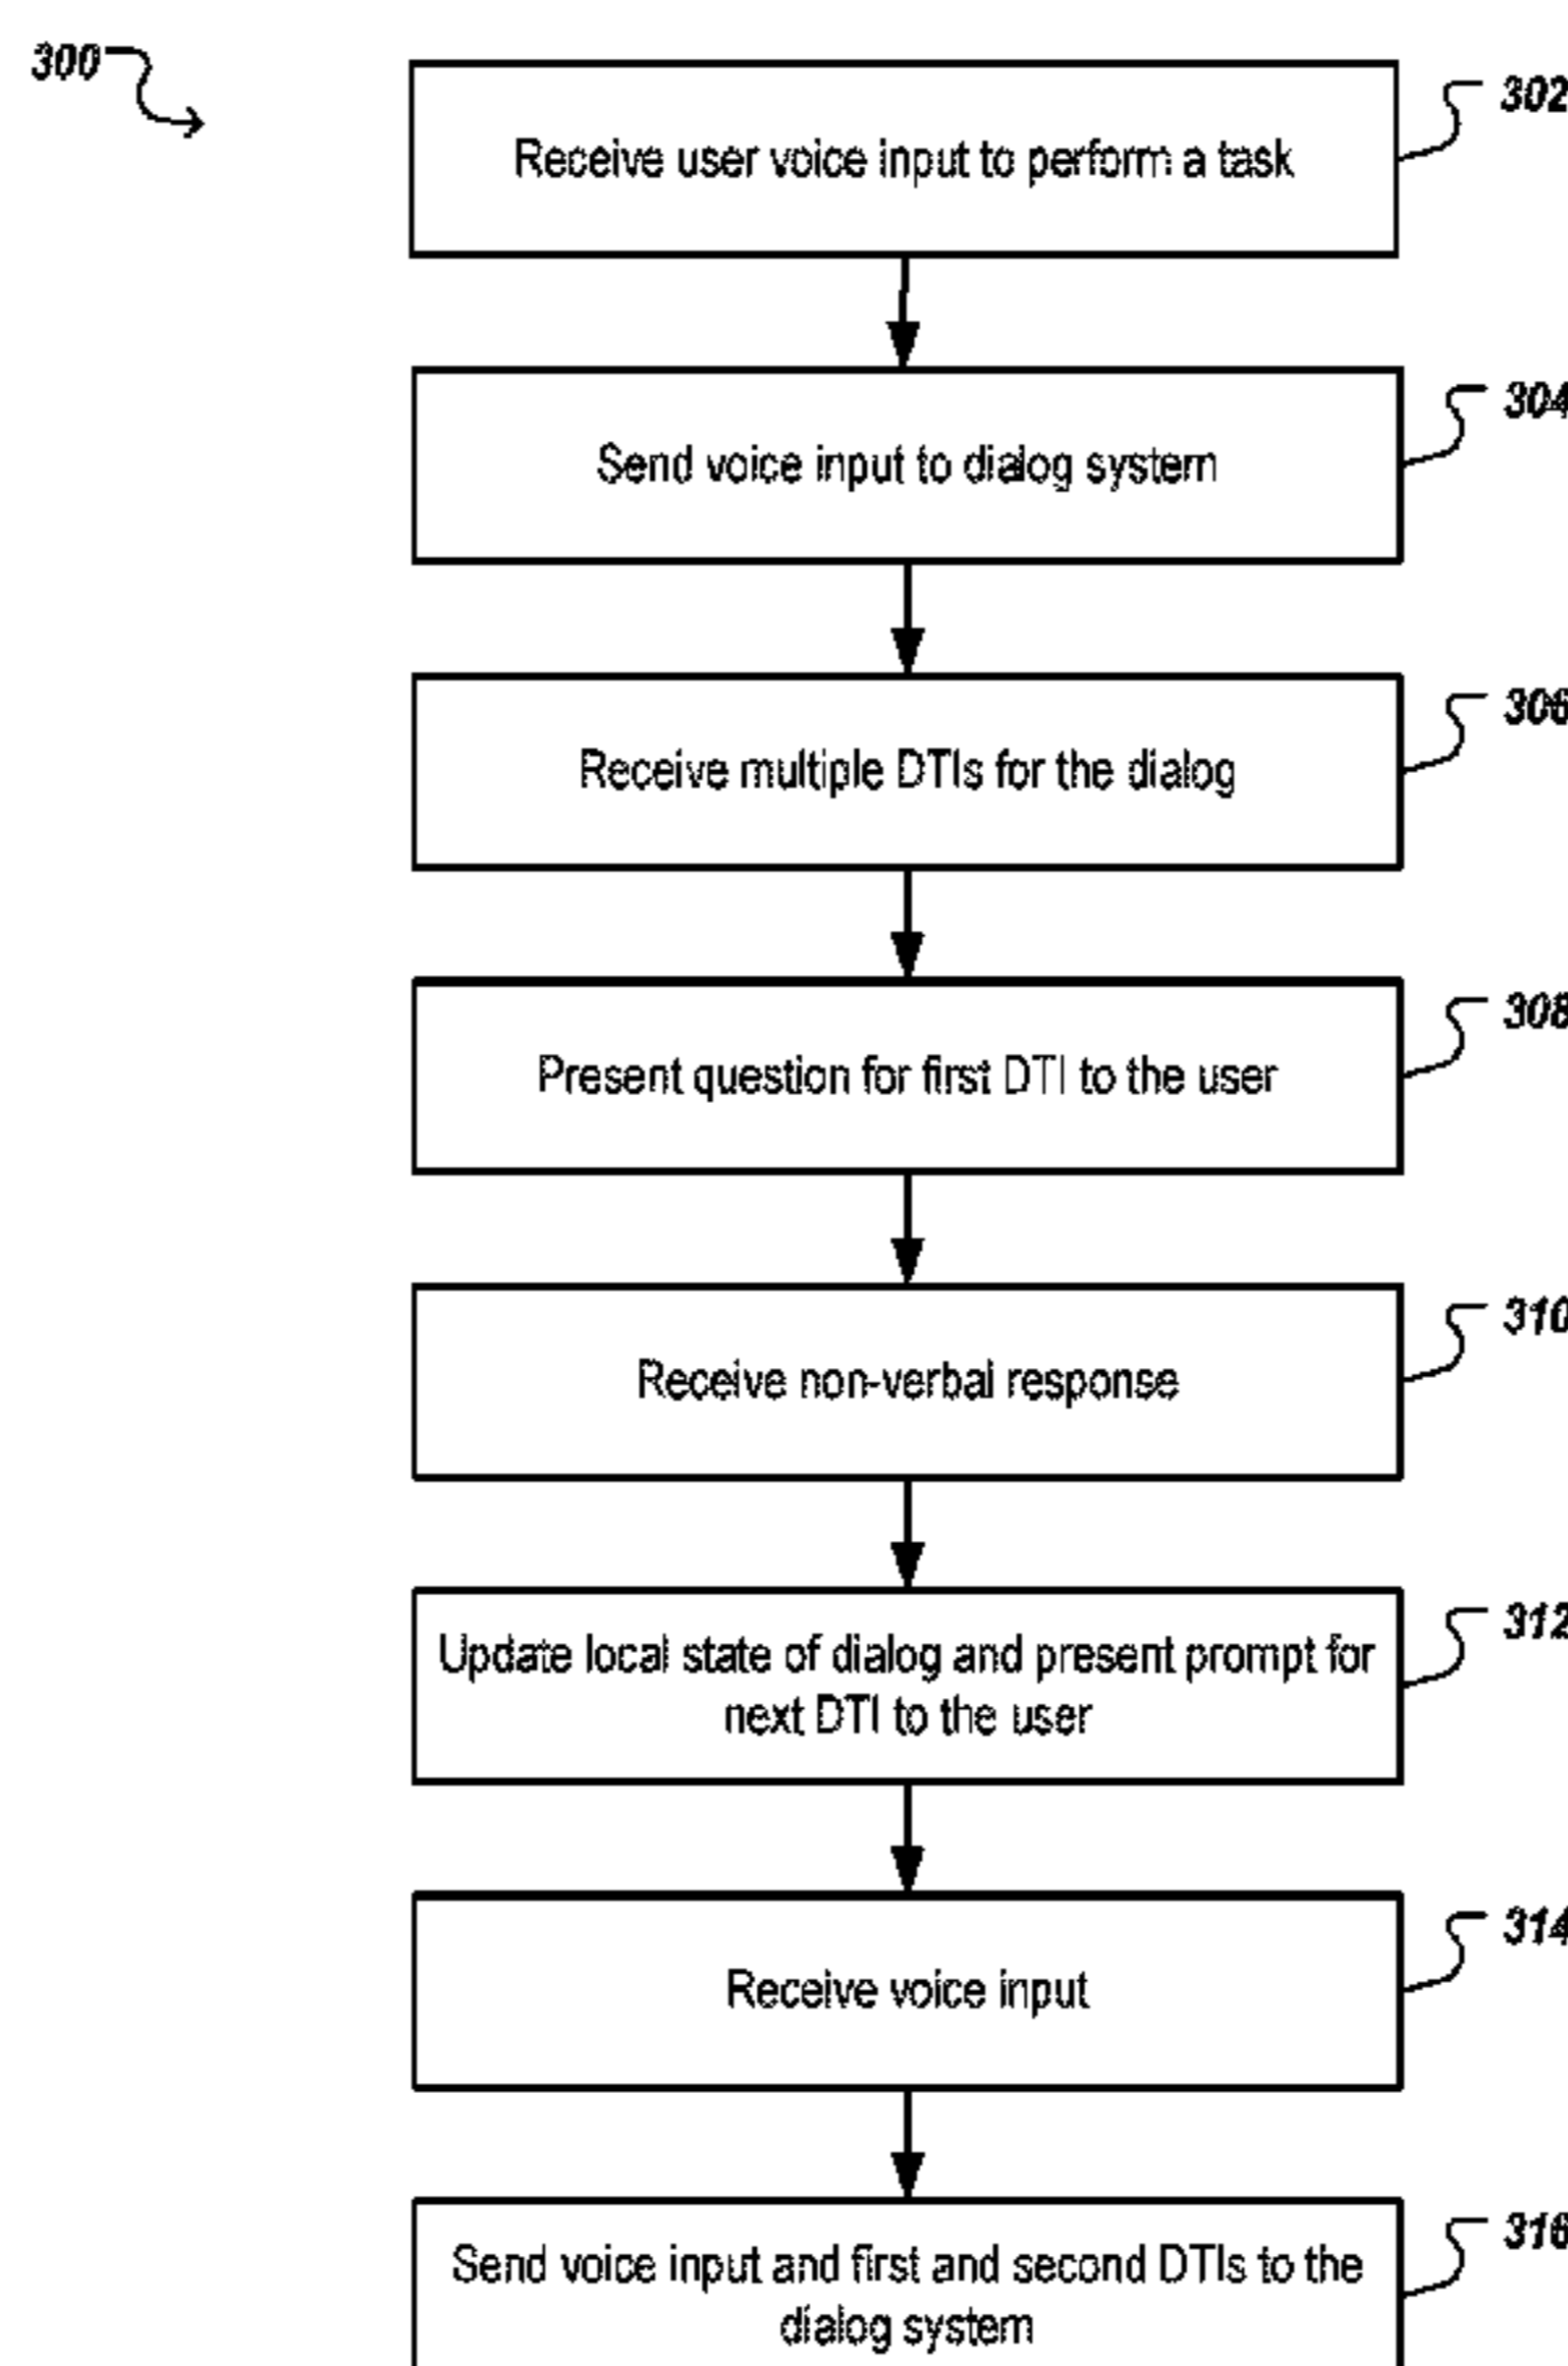 300
302
Receive user voice input to perform a task
304
Send voice input to dialog system
306
Receive multiple DTIs for the dialog
308
Present question for first DTI to the user
310
Receive non-verbal response
312
Update local state of dialog and present prompt for
next DTI to the user
314
Receive voice input
316
Send voice input and first and second DTIs to the
dialog system